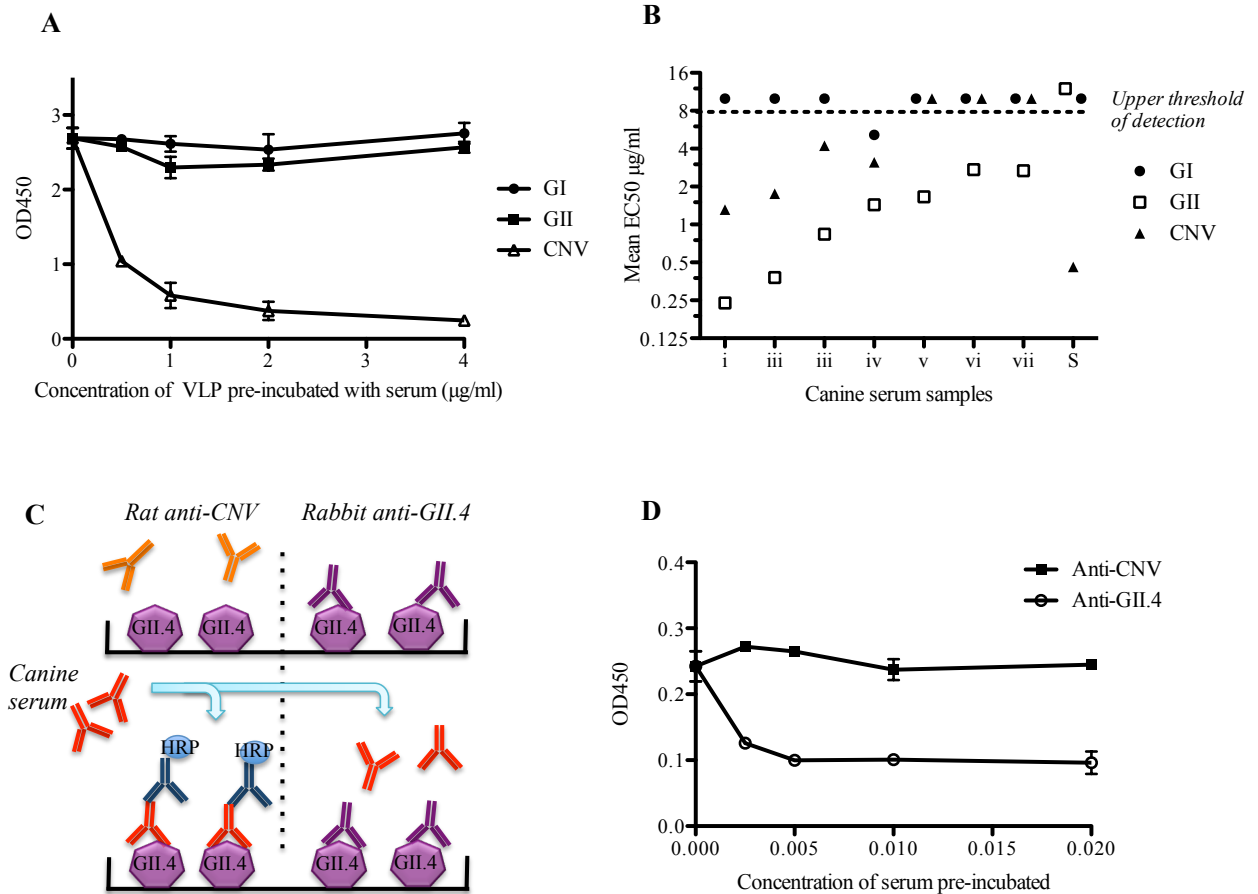 A
OD450
3
2
1
0
0
1
2
3
4
Concentration of VLP pre-incubated with serum (µg/ml)
GI
GII
CNV
B
Mean EC50 µg/ml
16
8
4
2
1
0.5
0.25
0.125
i
iii
iii
iv
v
vi
vii
S
Canine serum samples
Upper threshold
of detection
GI
GII
CNV
C
Rat anti-CNV
Rabbit anti-GII.4
GII.4
GII.4
GII.4
GII.4
Canine
serum
HRP
HRP
GII.4
GII.4
GII.4
GII.4
D
Anti-CNV
Anti-GII.4
OD450
0.4
0.3
0.2
0.1
0.0
0.000
0.005
0.010
0.015
0.020
Concentration of serum pre-incubated